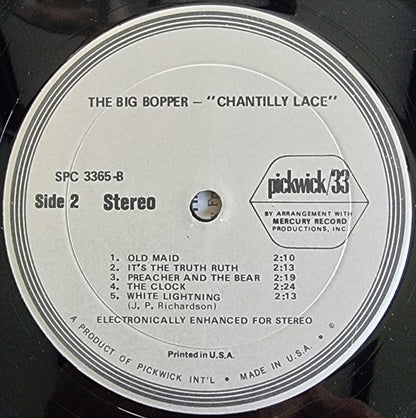 THE BIG BOPPER – "CHANTILLY LACE"
SPC 3365-B
Side 2 Stereo
pickwick/33
BY ARRANGEMENT WITH
MERCURY RECORD
PRODUCTIONS, INC.
1. OLD MAID 2:10
2. IT'S THE TRUTH RUTH 2:13
3. PREACHER AND THE BEAR 2:19
4. THE CLOCK 2:24
5. WHITE LIGHTNING 2:13
(J. P. Richardson)
ELECTRONICALLY ENHANCED FOR STEREO
Printed in U.S.A.
A PRODUCT OF PICKWICK INT'L • MADE IN U.S.A. • ©